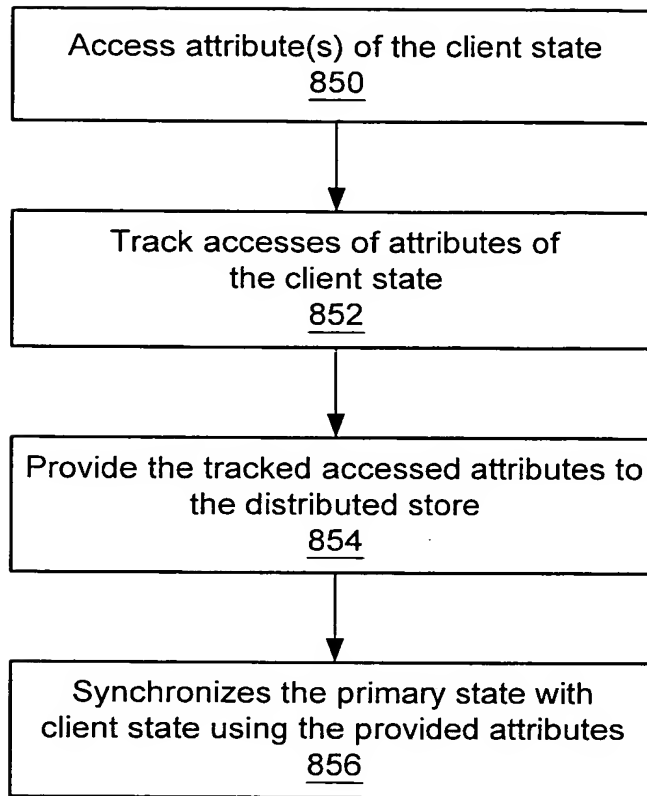 Access attribute(s) of the client state
850
Track accesses of attributes of
the client state
852
Provide the tracked accessed attributes to
the distributed store
854
Synchronizes the primary state with
client state using the provided attributes
856